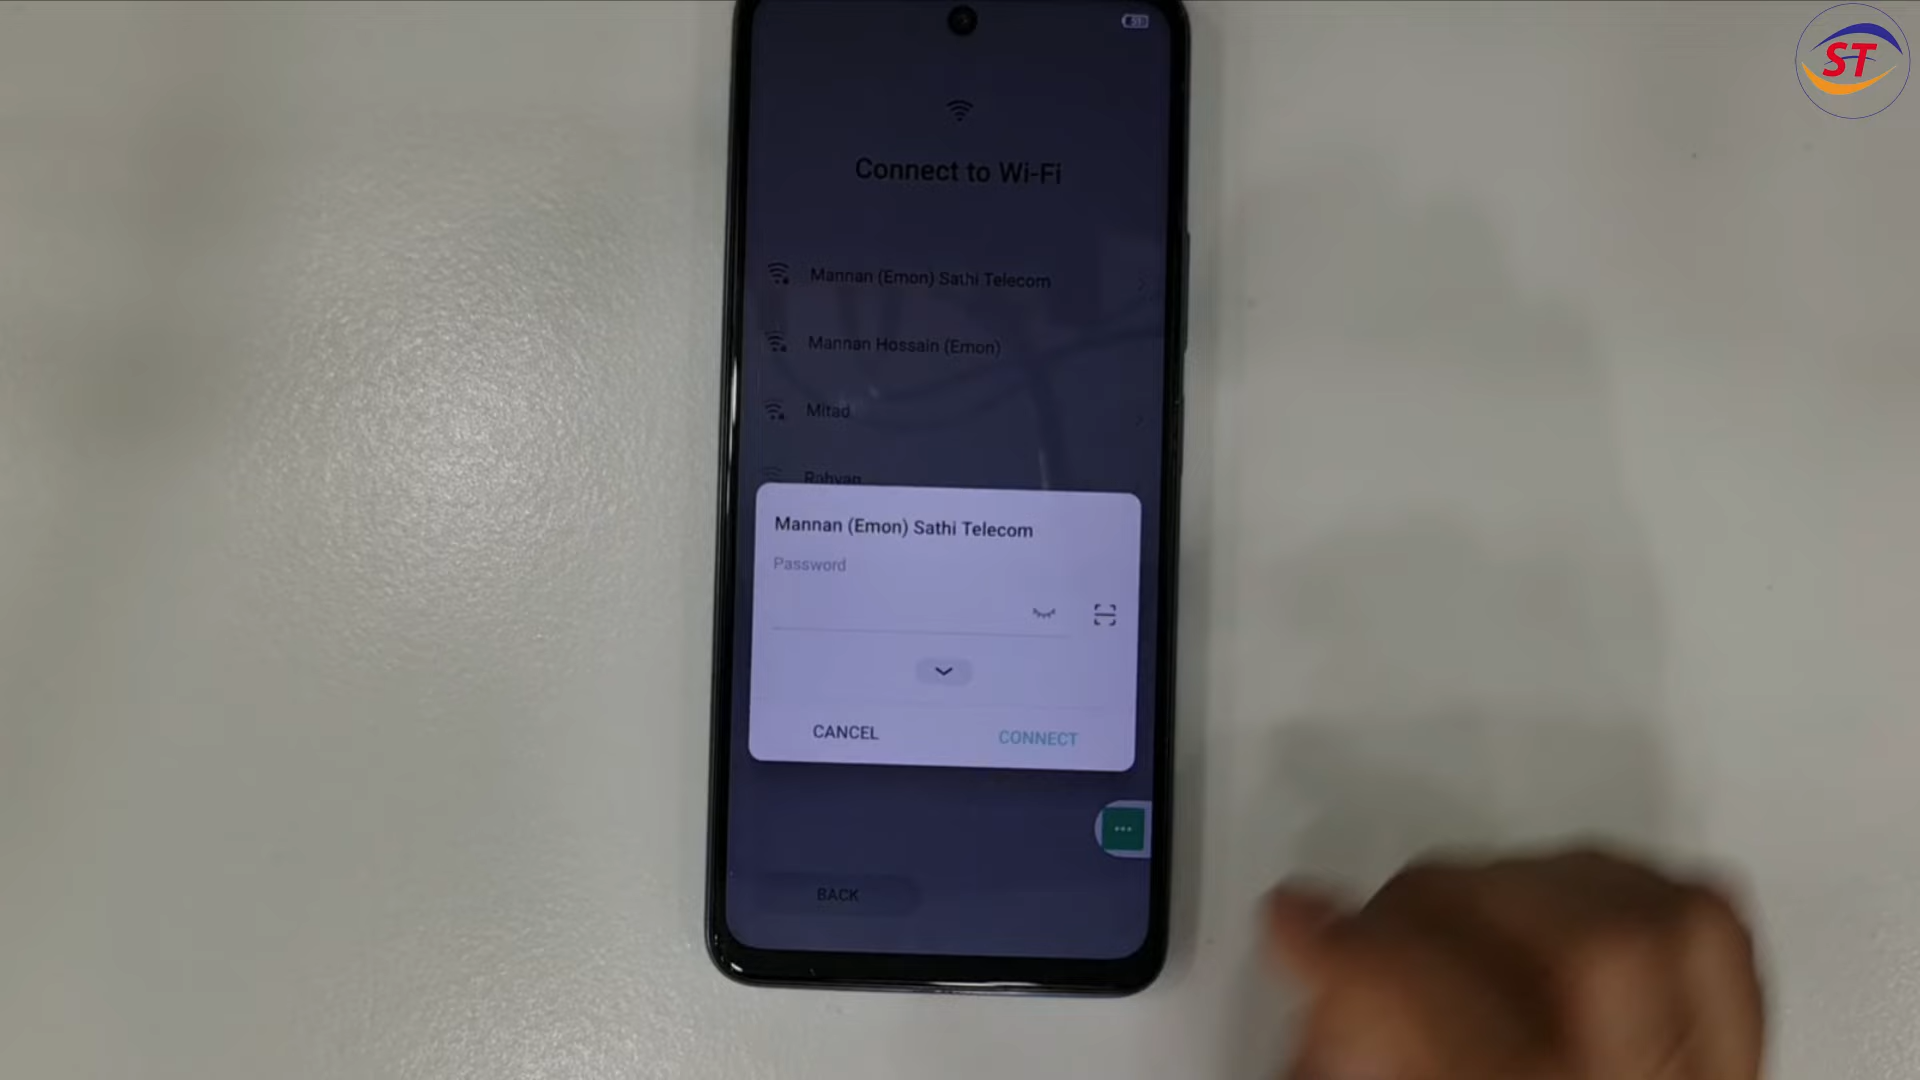 ST
Connect to Wi-Fi
Mannan (Emon) Sathi Telecom
Mannan Hossain (Emon)
Mitad
Mannan (Emon) Sathi Telecom
Password
CANCEL
CONNECT
BACK